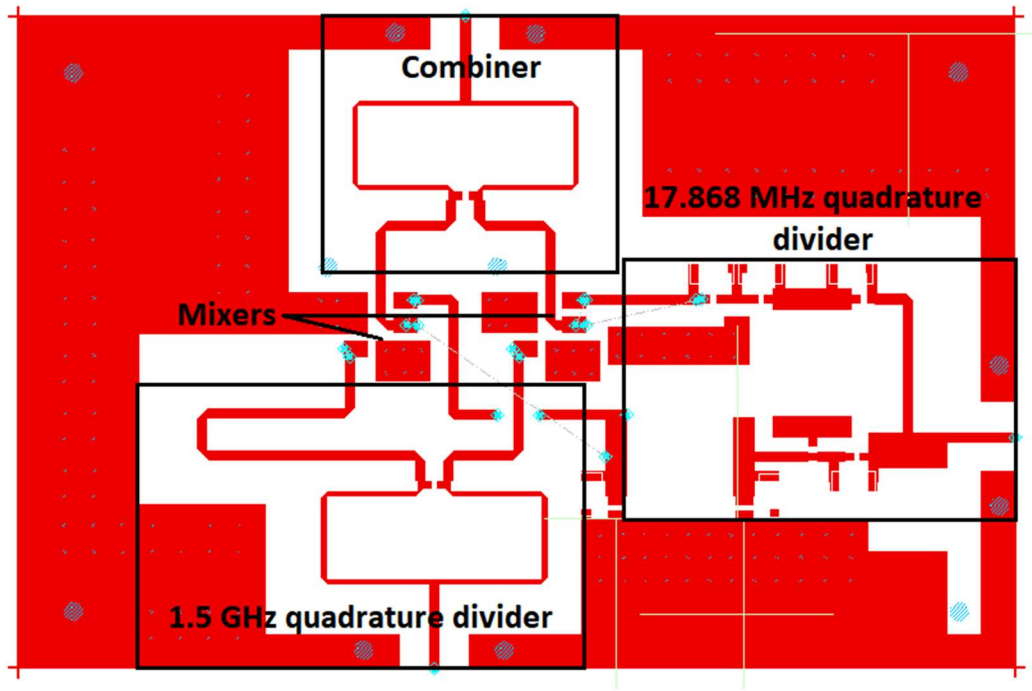 Combiner
17.868 MHz quadrature
divider
Mixers
1.5 GHz quadrature divider